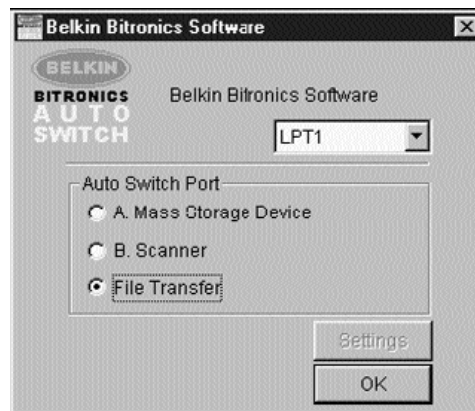 Belkin Bitronics Software
BELKIN
BITRONICS
AUTO
SWITCH
Belkin Bitronics Software
LPT1
Auto Switch Port
A. Mass Storage Device
B. Scanner
File Transfer
Settings
OK